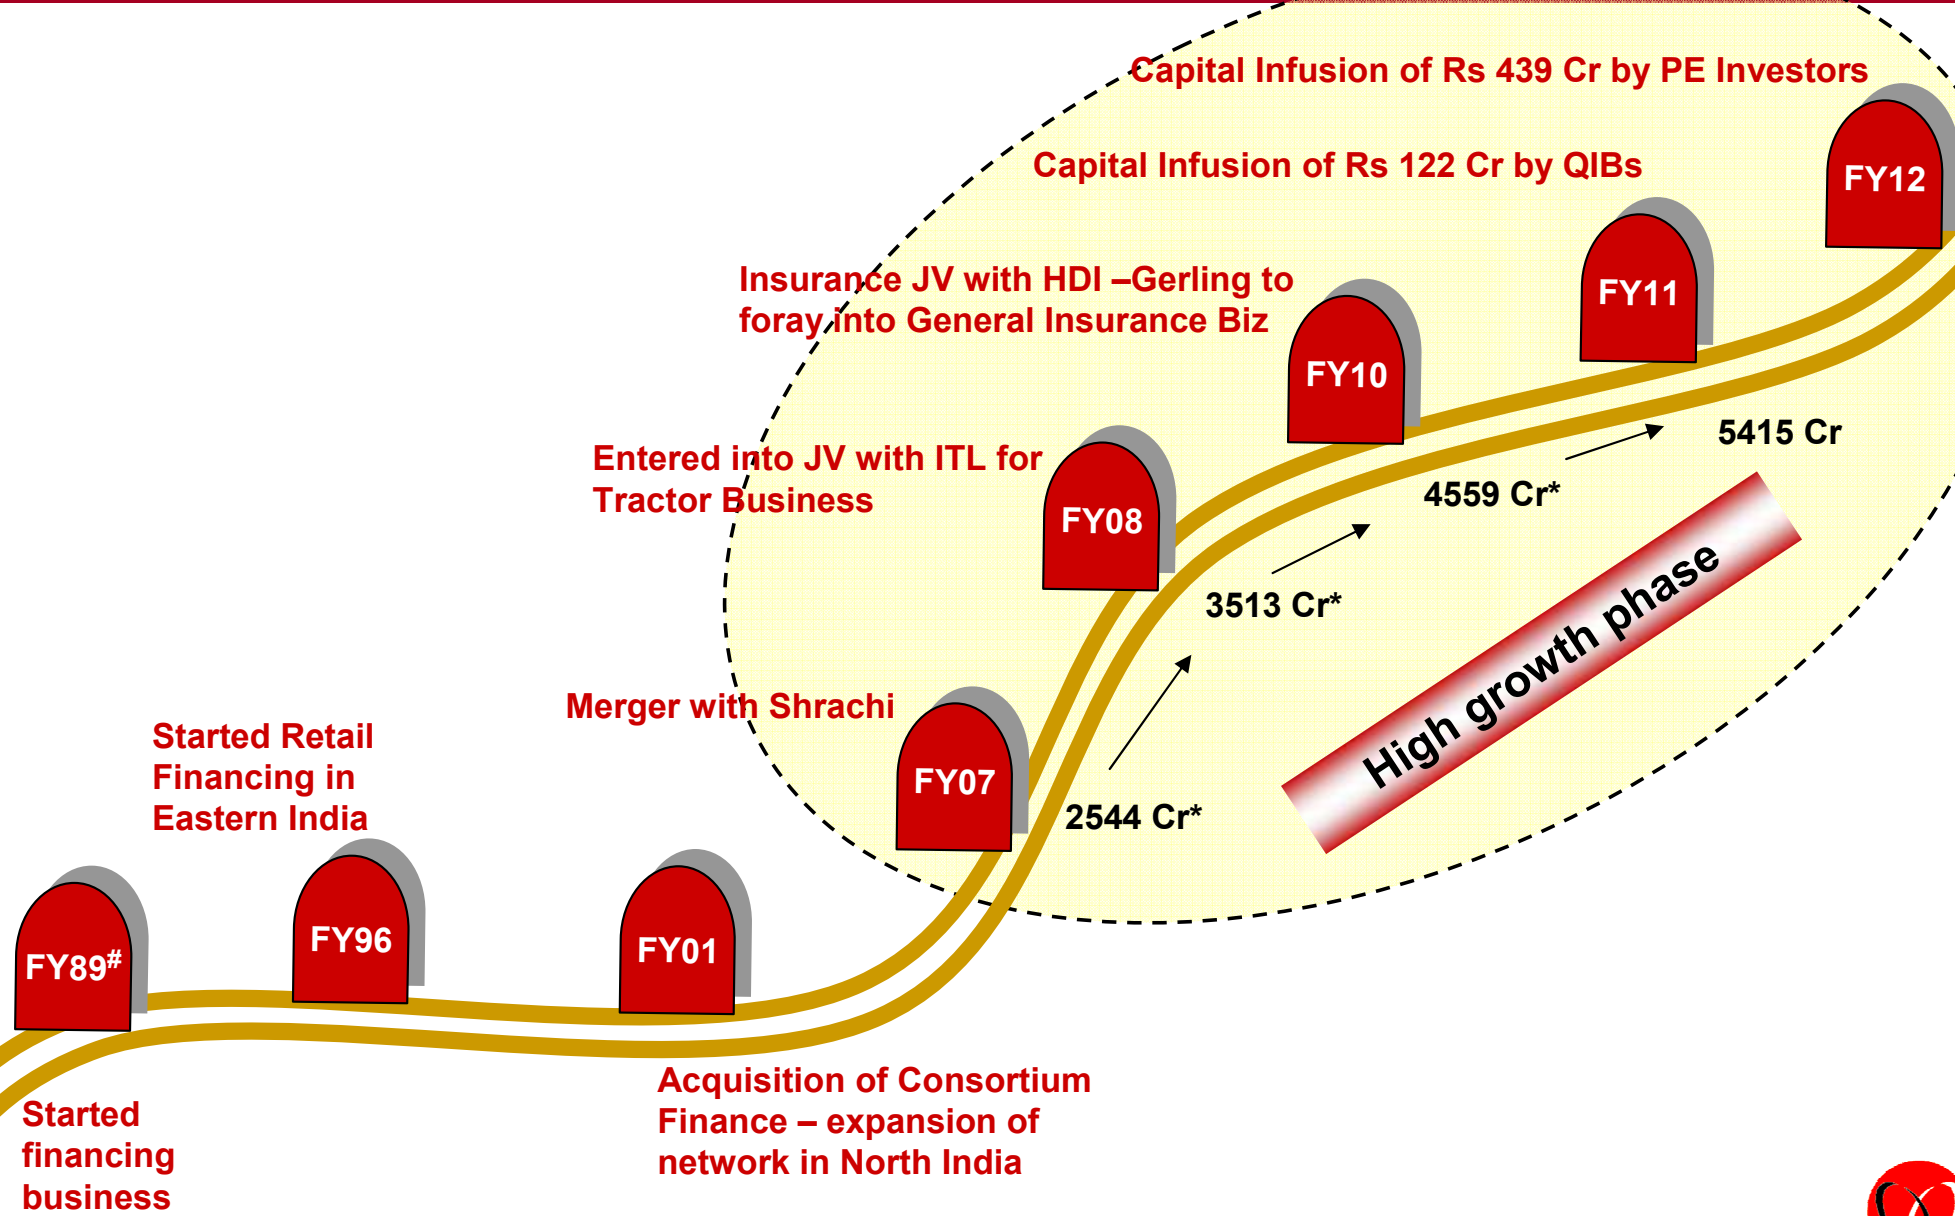 Capital Infusion of Rs 439 Cr by PE Investors
FY12
Capital Infusion of Rs 122 Cr by QIBs
FY11
Insurance JV with HDI –Gerling to
foray into General Insurance Biz
FY10
5415 Cr
Entered into JV with ITL for
Tractor Business
FY08
4559 Cr*
3513 Cr*
High growth phase
Merger with Shrachi
FY07
2544 Cr*
Started Retail
Financing in
Eastern India
FY89#
FY96
FY01
Started
financing
business
Acquisition of Consortium
Finance – expansion of
network in North India